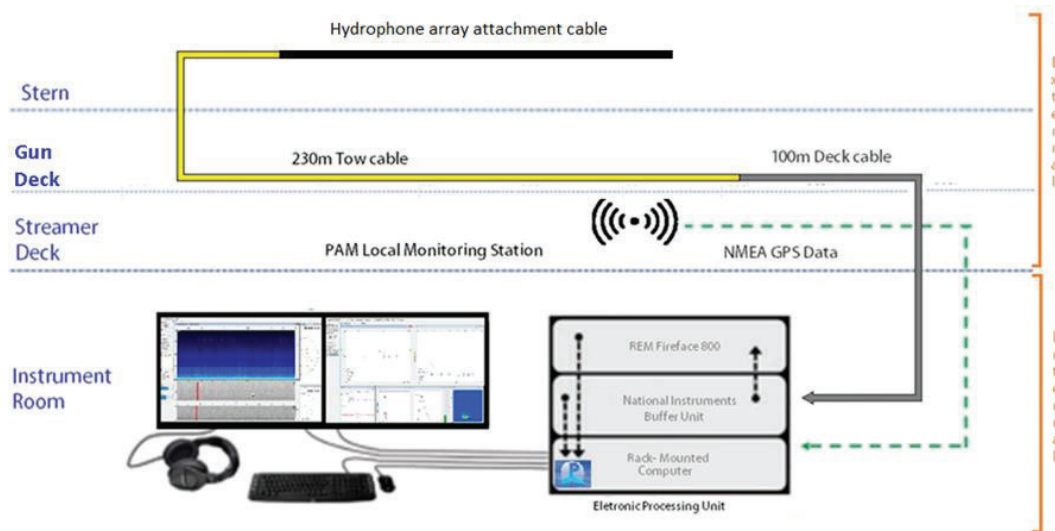 Hydrophone array attachment cable
Stern
Gun
Deck
230m Tow cable
100m Deck cable
Streamer
Deck
PAM Local Monitoring Station
NMEA GPS Data
Instrument
Room
REM Fireface 800
National Instruments
Buffer Unit
Rack- Mounted
Computer
P
Eletronic Processing Unit